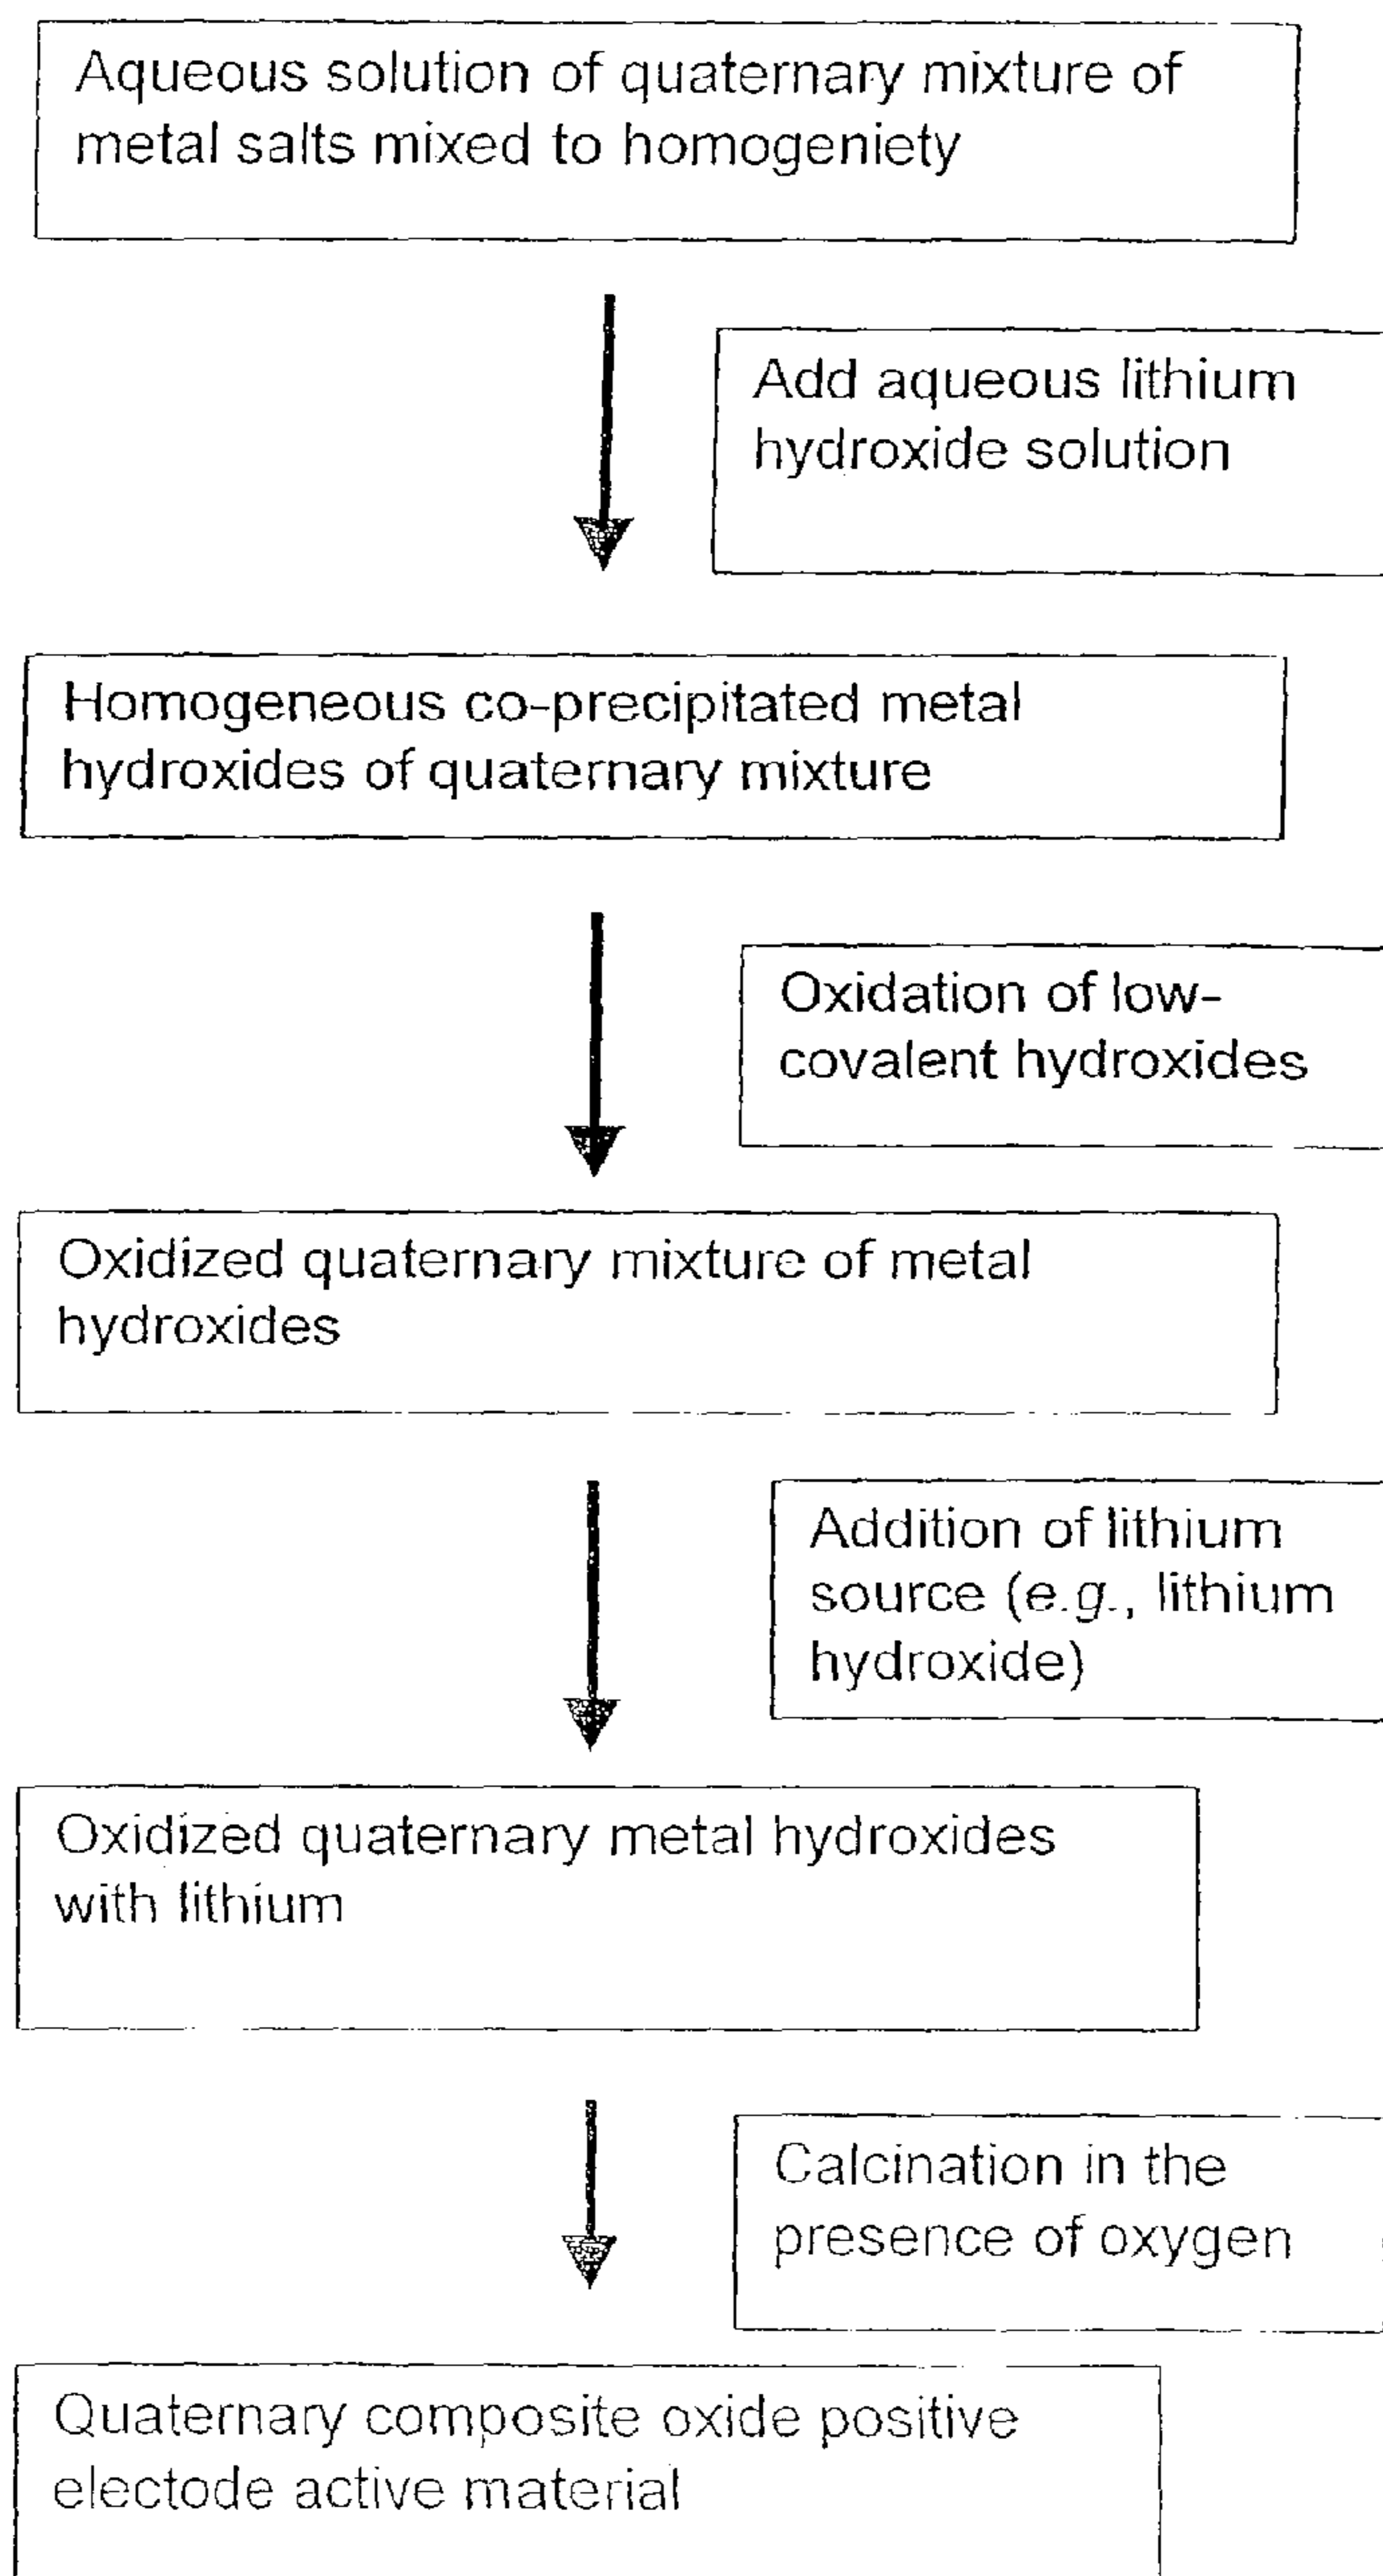 Aqueous solution of quaternary mixture of
metal salts mixed to homogeniety
Add aqueous lithium
hydroxide solution
Homogeneous co-precipitated metal
hydroxides of quaternary mixture
Oxidation of low-
covalent hydroxides
Oxidized quaternary mixture of metal
hydroxides
Addition of lithium
source (e.g., lithium
hydroxide)
Oxidized quaternary metal hydroxides
with lithium
Calcination in the
presence of oxygen
Quaternary composite oxide positive
electode active material